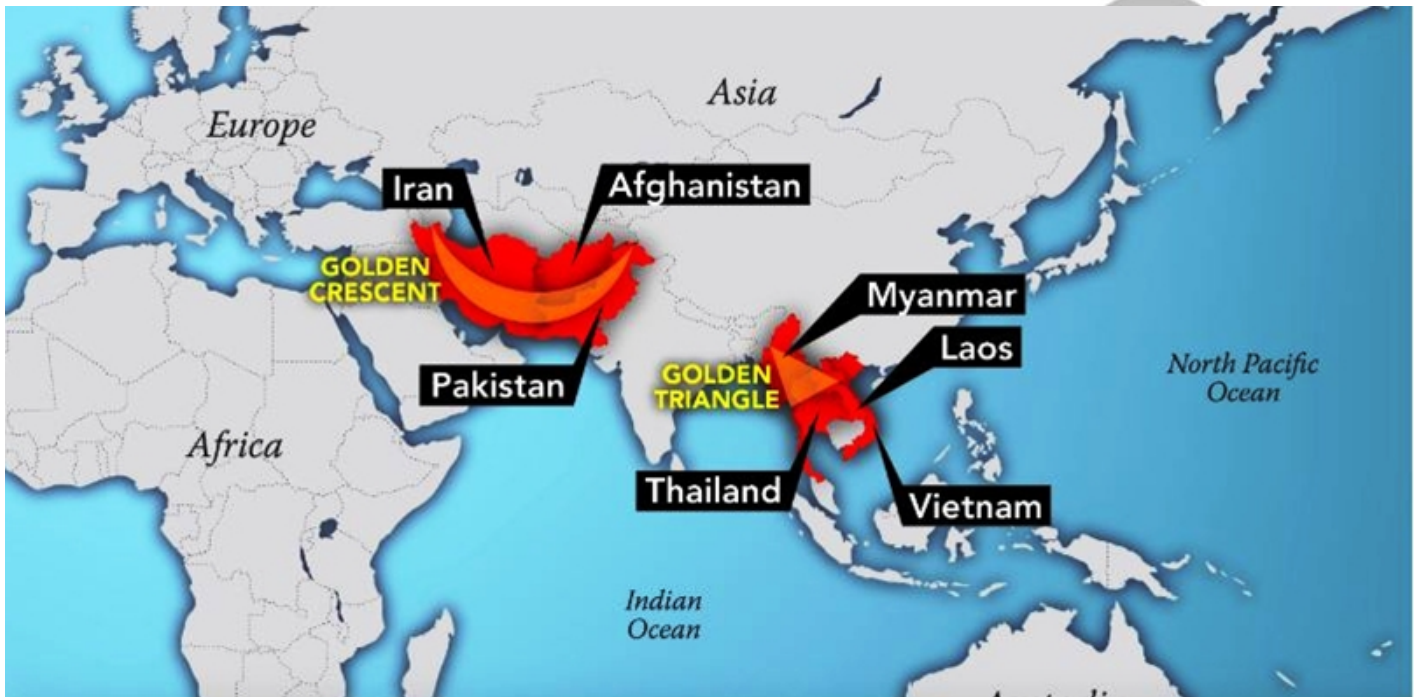 Asia
Europe
Iran
Afghanistan
GOLDEN
CRESCENT
Myanmar
Laos
Pakistan
GOLDEN
TRIANGLE
North Pacific
Ocean
Africa
Thailand
Vietnam
Indian
Ocean